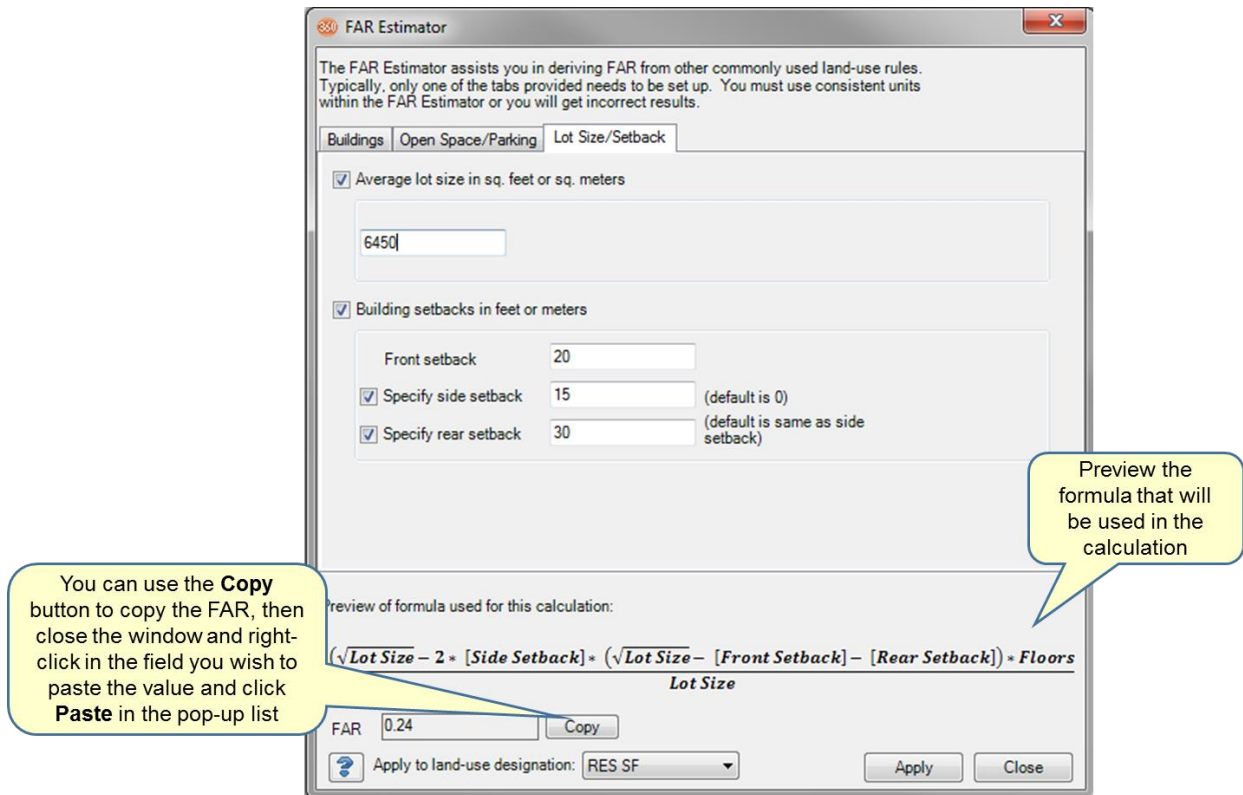 360 FAR Estimator
The FAR Estimator assists you in deriving FAR from other commonly used land-use rules.
Typically, only one of the tabs provided needs to be set up. You must use consistent units
within the FAR Estimator or you will get incorrect results.
Buildings Open Space/Parking Lot Size/Setback
Average lot size in sq. feet or sq. meters
6450
Building setbacks in feet or meters
Front setback 20
Specify side setback 15 (default is 0)
Specify rear setback 30 (default is same as side
setback)
Preview the
formula that will
be used in the
calculation
You can use the Copy
button to copy the FAR, then
close the window and right-
click in the field you wish to
paste the value and click
Paste in the pop-up list
Preview of formula used for this calculation:
(√Lot Size − 2 * [Side Setback] * (√Lot Size − [Front Setback] − [Rear Setback]) * Floors
Lot Size
FAR 0.24 Copy
? Apply to land-use designation: RES SF Apply Close